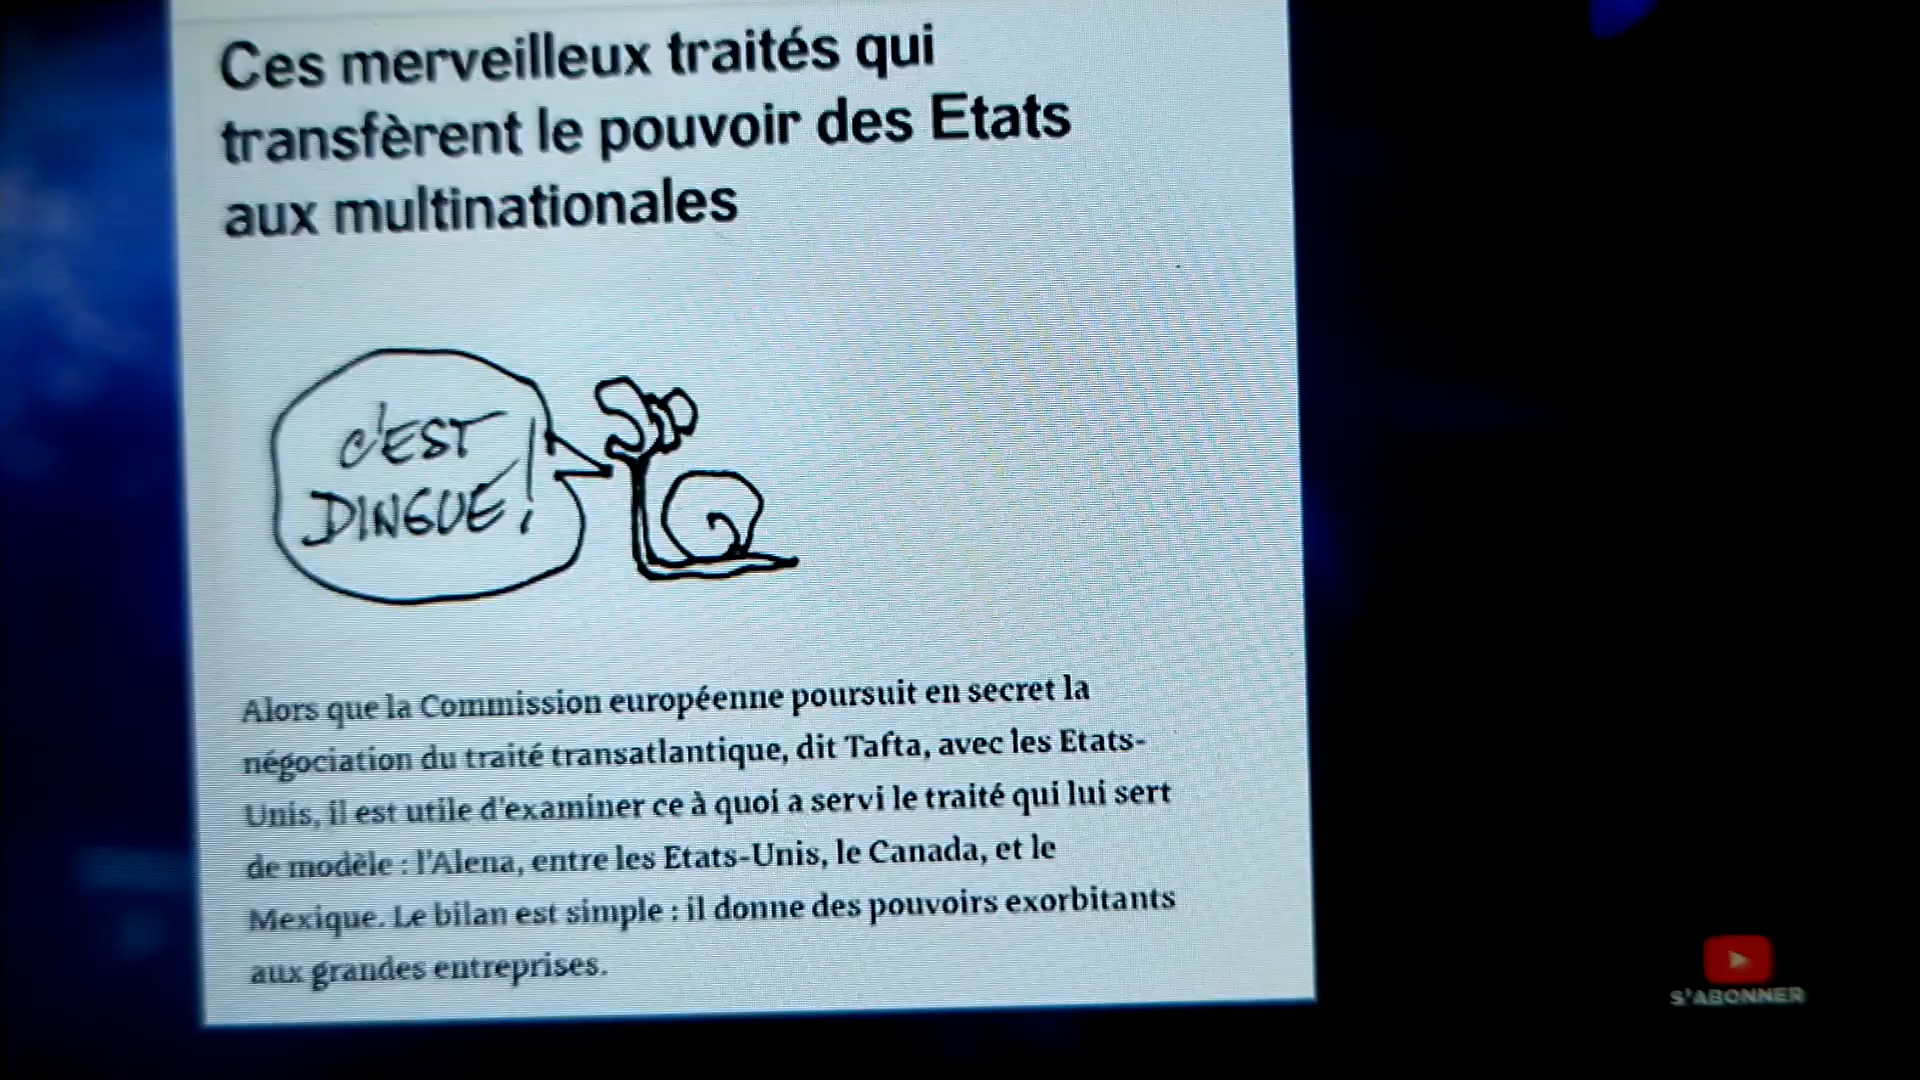 Ces merveilleux traités qui
transfèrent le pouvoir des Etats
aux multinationales
C'EST
DINGUE!
Alors que la Commission européenne poursuit en secret la
négociation du traité transatlantique, dit Tafta, avec les Etats-
Unis, il est utile d'examiner ce à quoi a servi le traité qui lui sert
de modèle : l'Alena, entre les Etats-Unis, le Canada, et le
Mexique. Le bilan est simple : il donne des pouvoirs exorbitants
aux grandes entreprises.
S'ABONNER